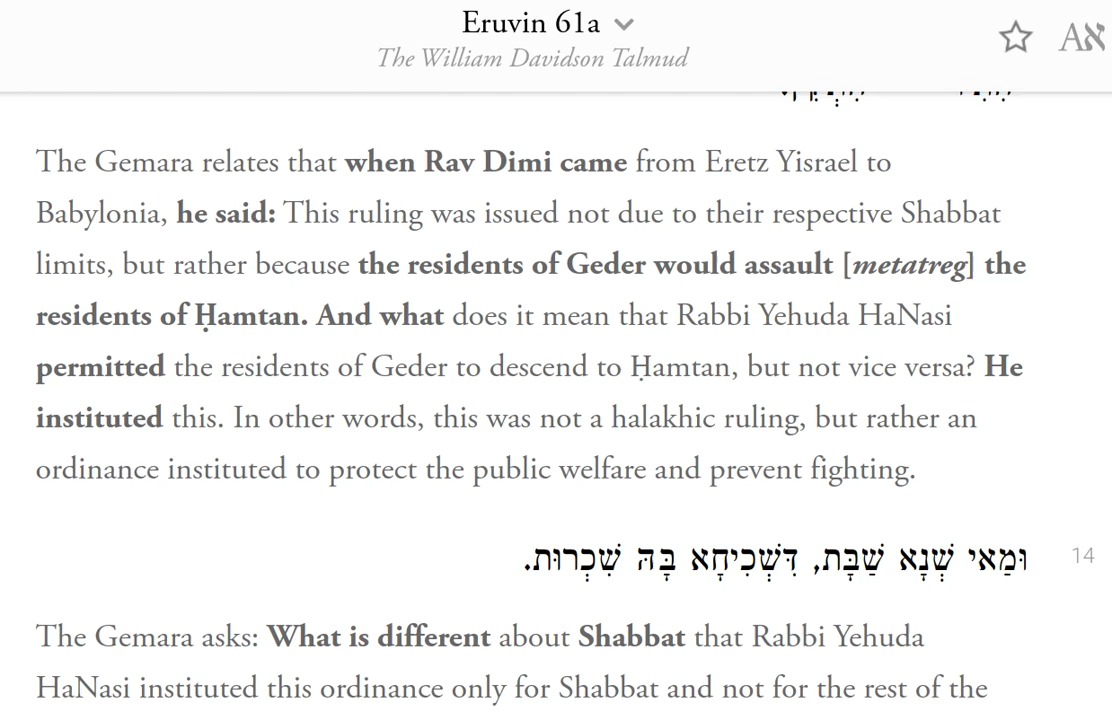 Eruvin 61a
The William Davidson Talmud
Aא
The Gemara relates that when Rav Dimi came from Eretz Yisrael to
Babylonia, he said: This ruling was issued not due to their respective Shabbat
limits, but rather because the residents of Geder would assault [metatreg] the
residents of Ḥamtan. And what does it mean that Rabbi Yehuda HaNasi
permitted the residents of Geder to descend to Ḥamtan, but not vice versa? He
instituted this. In other words, this was not a halakhic ruling, but rather an
ordinance instituted to protect the public welfare and prevent fighting.
וּמַאי שְׁנָא שַׁבָּת, דִּשְׁכִיחָא בָּהּ שִׁכְרוּת.
14
The Gemara asks: What is different about Shabbat that Rabbi Yehuda
HaNasi instituted this ordinance only for Shabbat and not for the rest of the